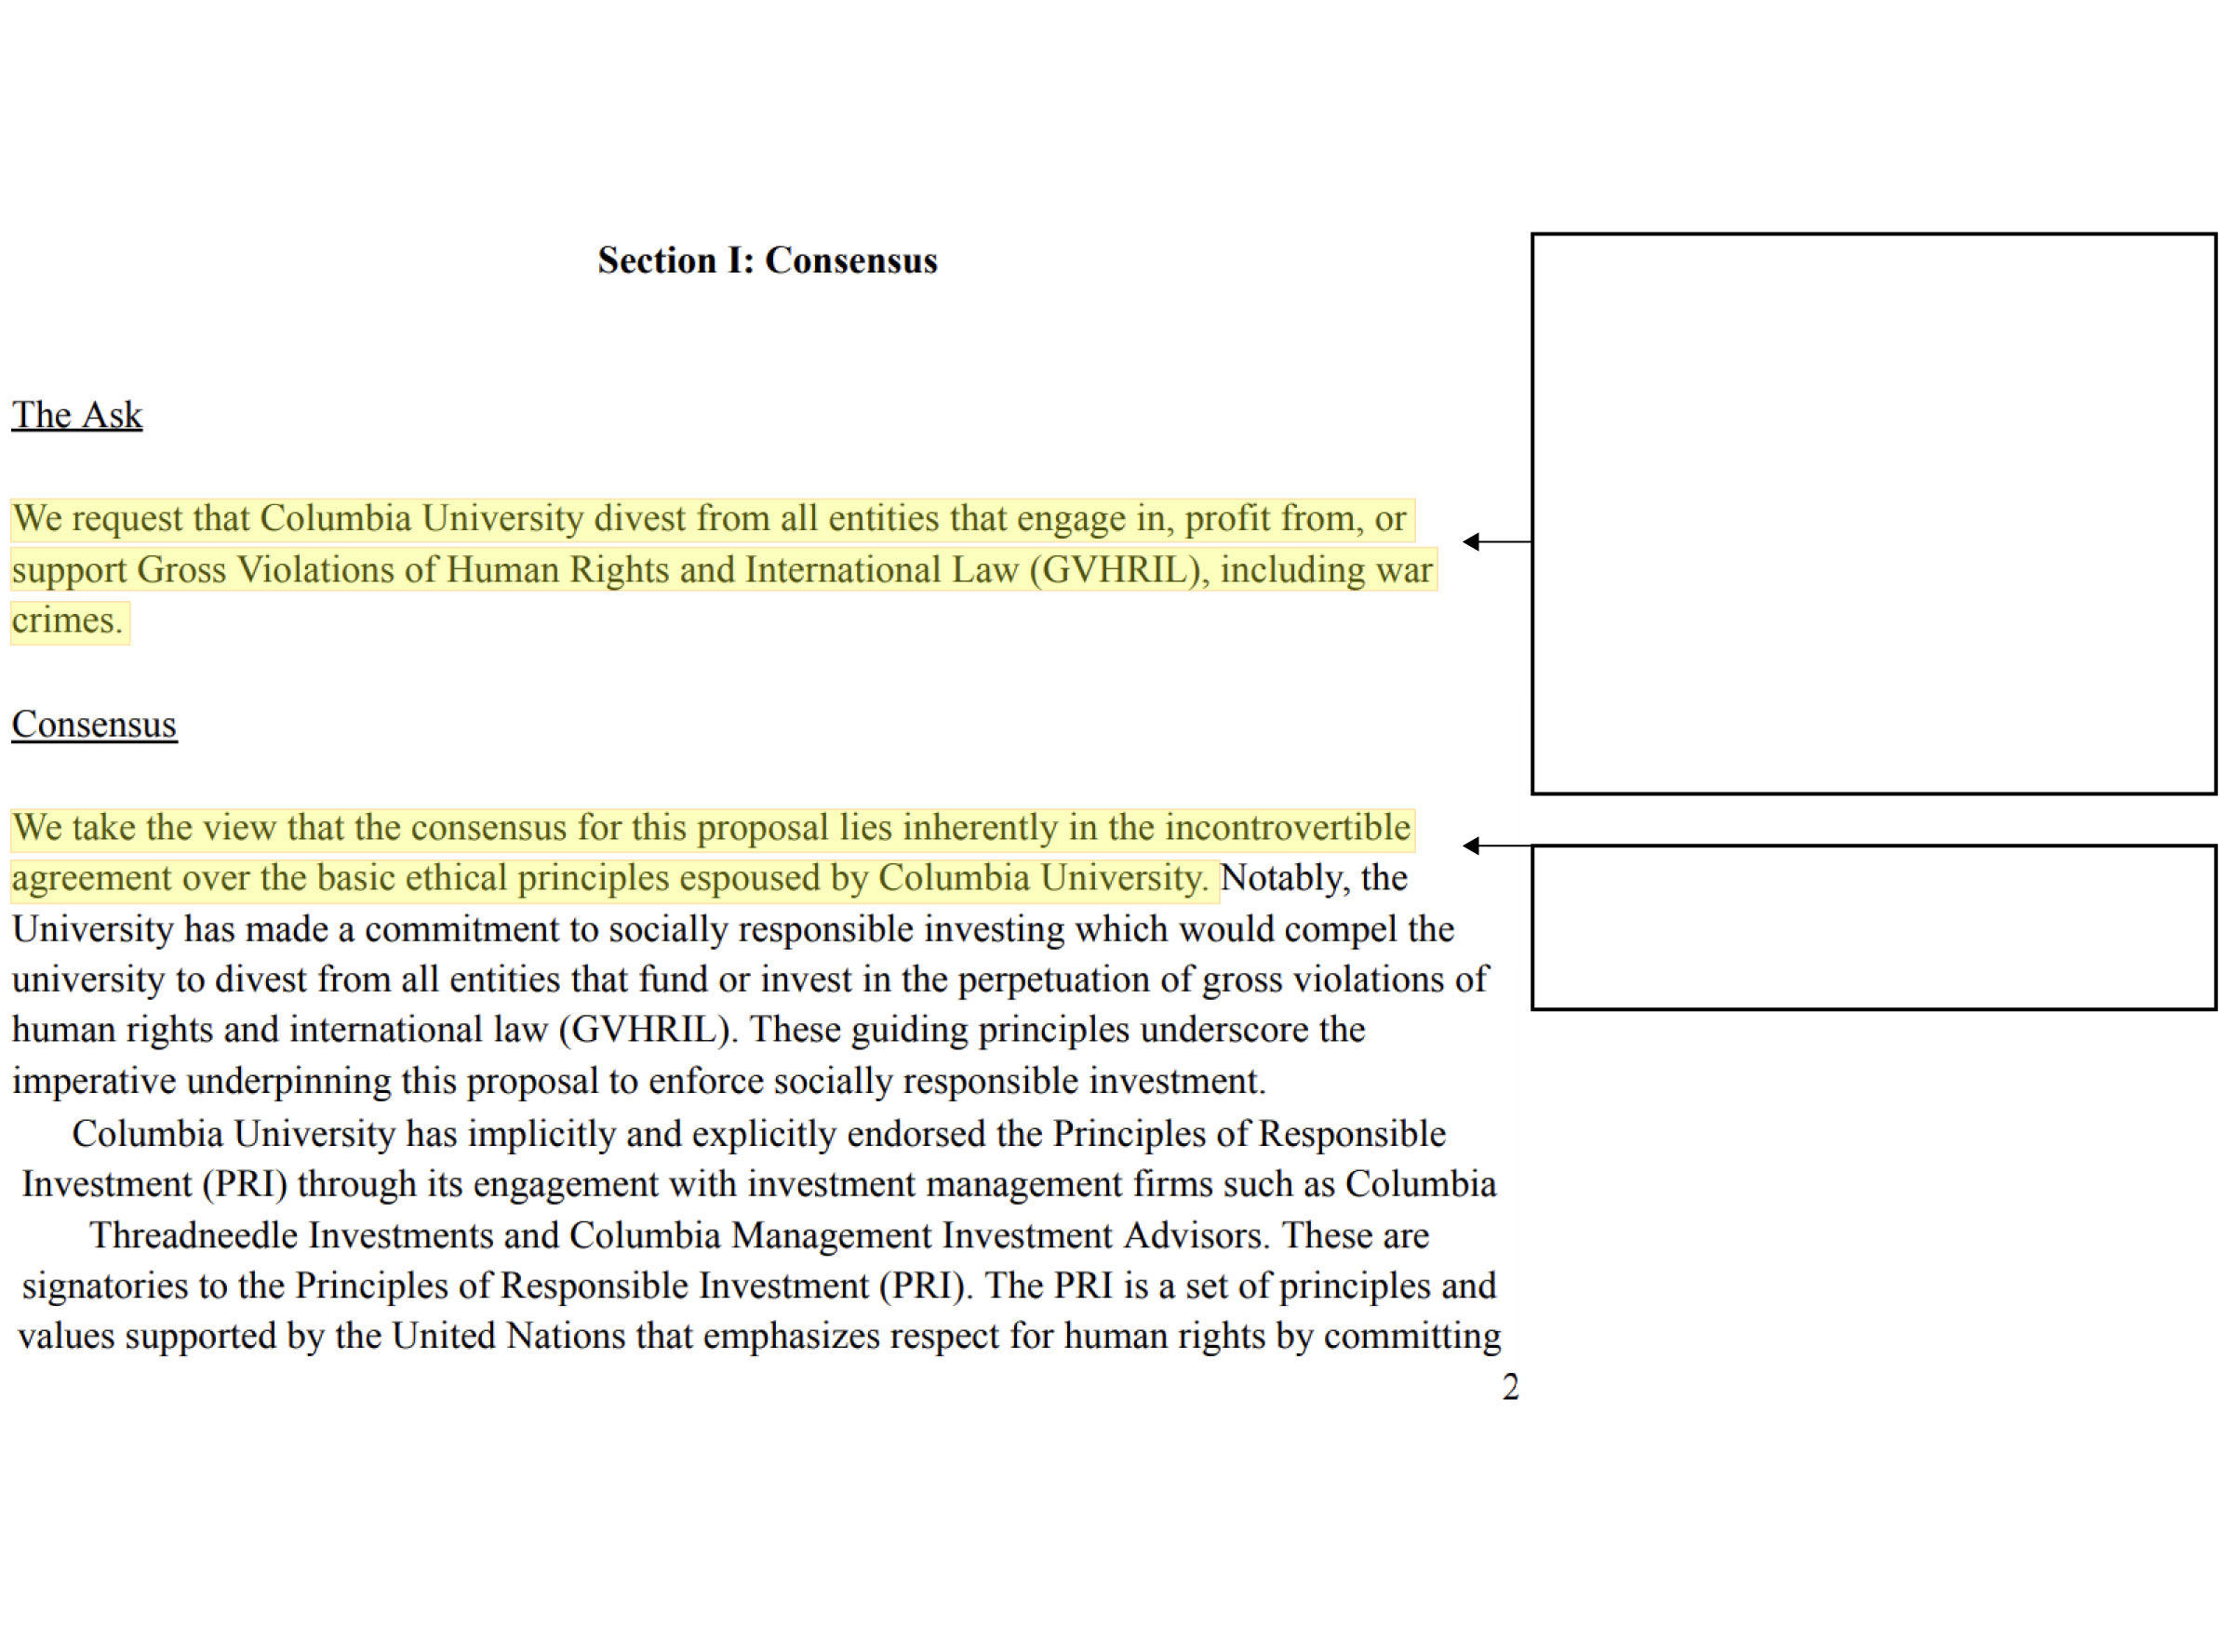 Section I: Consensus
The Ask
We request that Columbia University divest from all entities that engage in, profit from, or
support Gross Violations of Human Rights and International Law (GVHRIL), including war
crimes.
Consensus
We take the view that the consensus for this proposal lies inherently in the incontrovertible
agreement over the basic ethical principles espoused by Columbia University. Notably, the
University has made a commitment to socially responsible investing which would compel the
university to divest from all entities that fund or invest in the perpetuation of gross violations of
human rights and international law (GVHRIL). These guiding principles underscore the
imperative underpinning this proposal to enforce socially responsible investment.
Columbia University has implicitly and explicitly endorsed the Principles of Responsible
Investment (PRI) through its engagement with investment management firms such as Columbia
Threadneedle Investments and Columbia Management Investment Advisors. These are
signatories to the Principles of Responsible Investment (PRI). The PRI is a set of principles and
values supported by the United Nations that emphasizes respect for human rights by committing
2